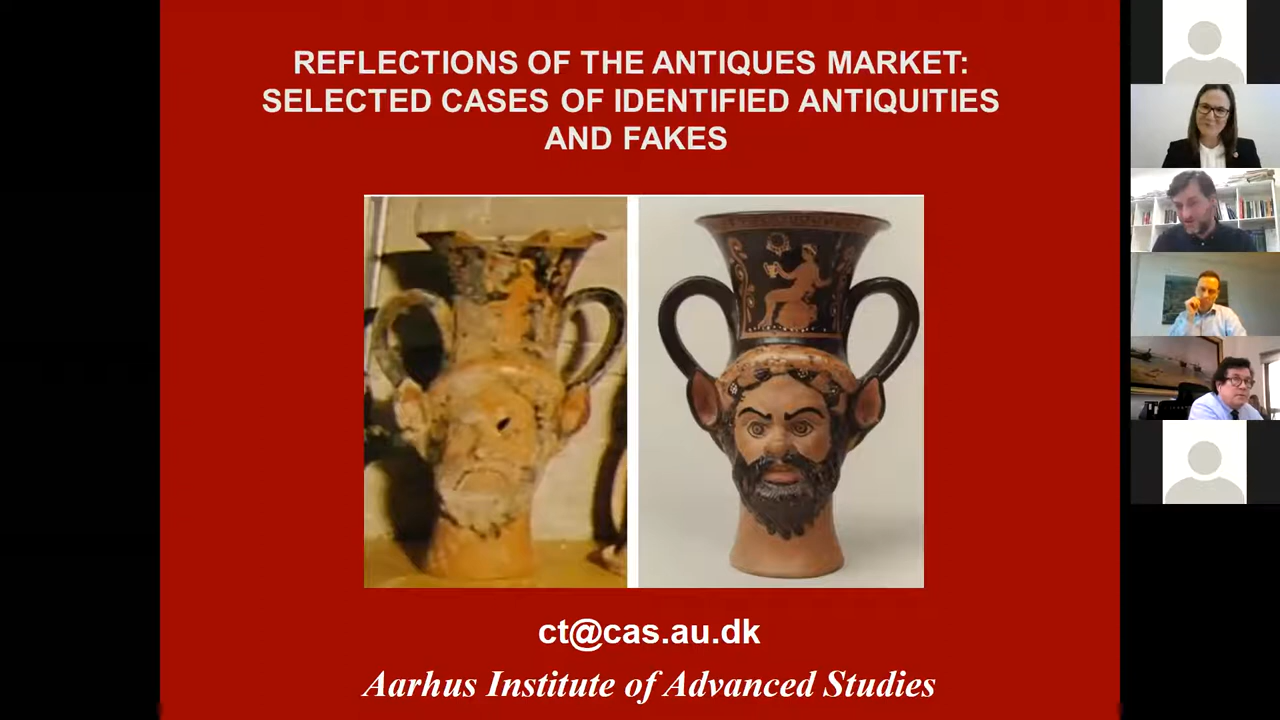 REFLECTIONS OF THE ANTIQUES MARKET:
SELECTED CASES OF IDENTIFIED ANTIQUITIES
AND FAKES
ct@cas.au.dk
Aarhus Institute of Advanced Studies